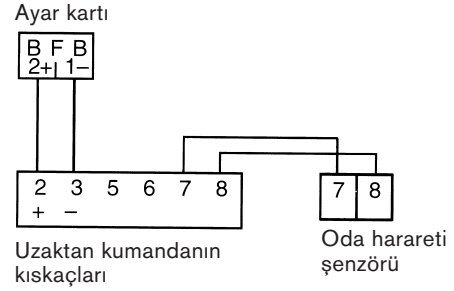 Ayar kartı
B F B
2+ 1–
2 3 5 6 7 8
+ –
7 8
Uzaktan kumandanın
kıskaçları
Oda harareti
şenzörü